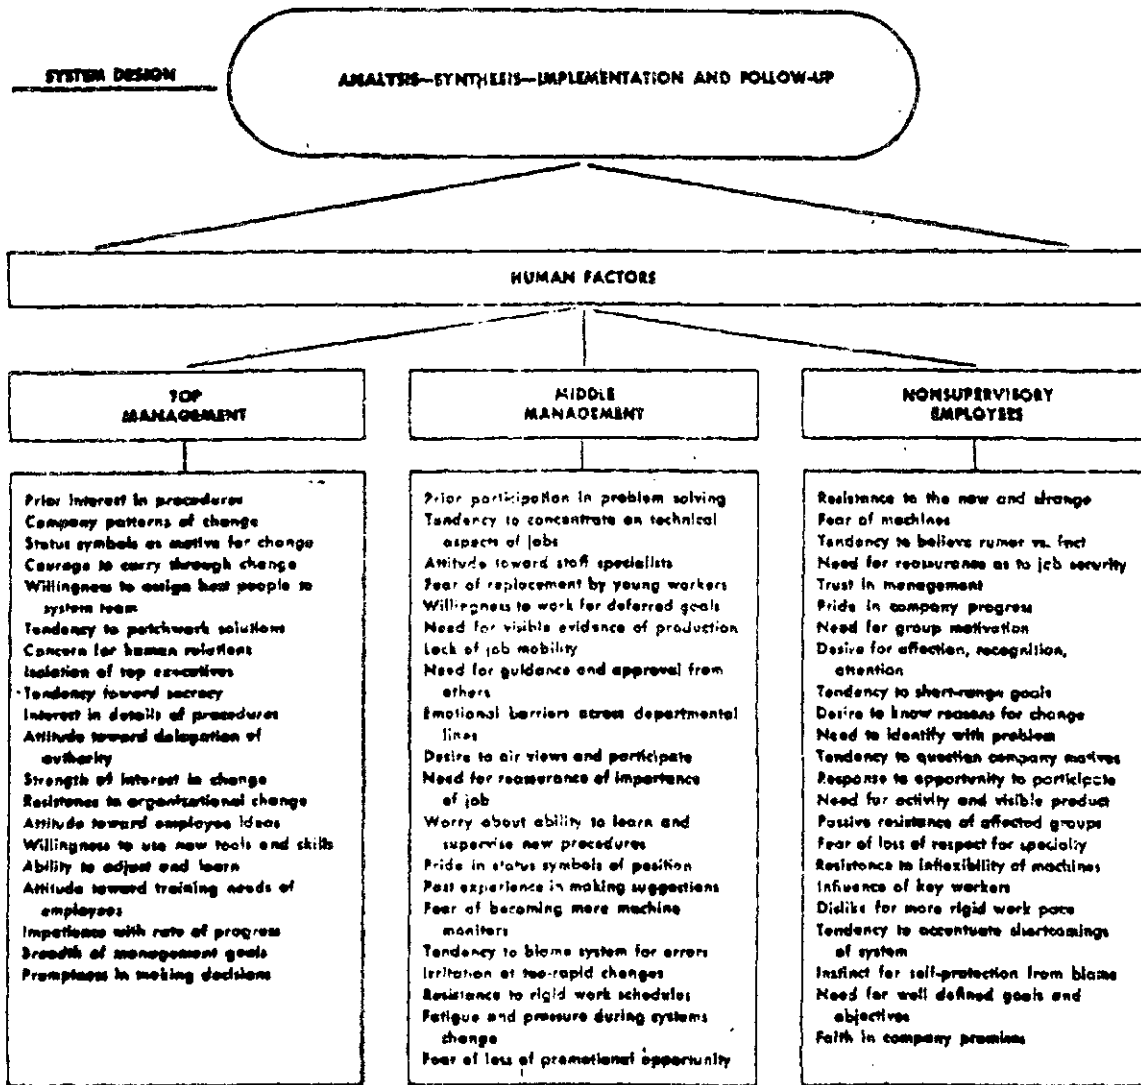 SYSTEM DESIGN
ANALYSIS—SYNTHESIS—IMPLEMENTATION AND FOLLOW-UP
HUMAN FACTORS
TOP
MANAGEMENT
Prior interest in procedures
Company patterns of change
Status symbols as motive for change
Courage to carry through change
Willingness to assign best people to
system team
Tendency to patchwork solutions
Concern for human relations
Isolation of top executives
Tendency toward secrecy
Interest in details of procedures
Attitude toward delegation of
authority
Strength of interest in change
Resistance to organizational change
Attitude toward employee ideas
Willingness to use new tools and skills
Ability to adjust and learn
Attitude toward training needs of
employees
Impatience with rate of progress
Breadth of management goals
Promptness in making decisions
MIDDLE
MANAGEMENT
Prior participation in problem solving
Tendency to concentrate on technical
aspects of jobs
Attitude toward staff specialists
Fear of replacement by young workers
Willingness to work for deferred goals
Need for visible evidence of production
Lack of job mobility
Need for guidance and approval from
others
Emotional barriers across departmental
lines
Desire to air views and participate
Need for reassurance of importance
of job
Worry about ability to learn and
supervise new procedures
Pride in status symbols of position
Past experience in making suggestions
Fear of becoming mere machine
monitors
Tendency to blame system for errors
Irritation at too-rapid changes
Resistance to rigid work schedules
Fatigue and pressure during systems
change
Fear of loss of promotional opportunity
NONSUPERVISORY
EMPLOYEES
Resistance to the new and strange
Fear of machines
Tendency to believe rumor vs. fact
Need for reassurance as to job security
Trust in management
Pride in company progress
Need for group motivation
Desire for affection, recognition,
attention
Tendency to short-range goals
Desire to know reasons for change
Need to identify with problem
Tendency to question company motives
Response to opportunity to participate
Need for activity and visible product
Passive resistance of affected groups
Fear of loss of respect for specialty
Resistance to inflexibility of machines
Influence of key workers
Dislike for more rigid work pace
Tendency to accentuate shortcomings
of system
Instinct for self-protection from blame
Need for well defined goals and
objectives
Faith in company promises